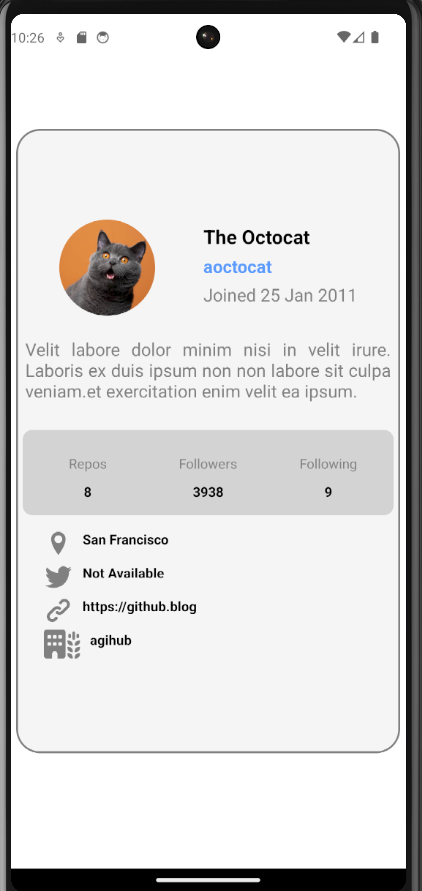 10:26
The Octocat
aoctocat
Joined 25 Jan 2011
Velit labore dolor minim nisi in velit irure.
Laboris ex duis ipsum non non labore sit culpa
veniam.et exercitation enim velit ea ipsum.
Repos Followers Following
8 3938 9
San Francisco
Not Available
https://github.blog
agihub